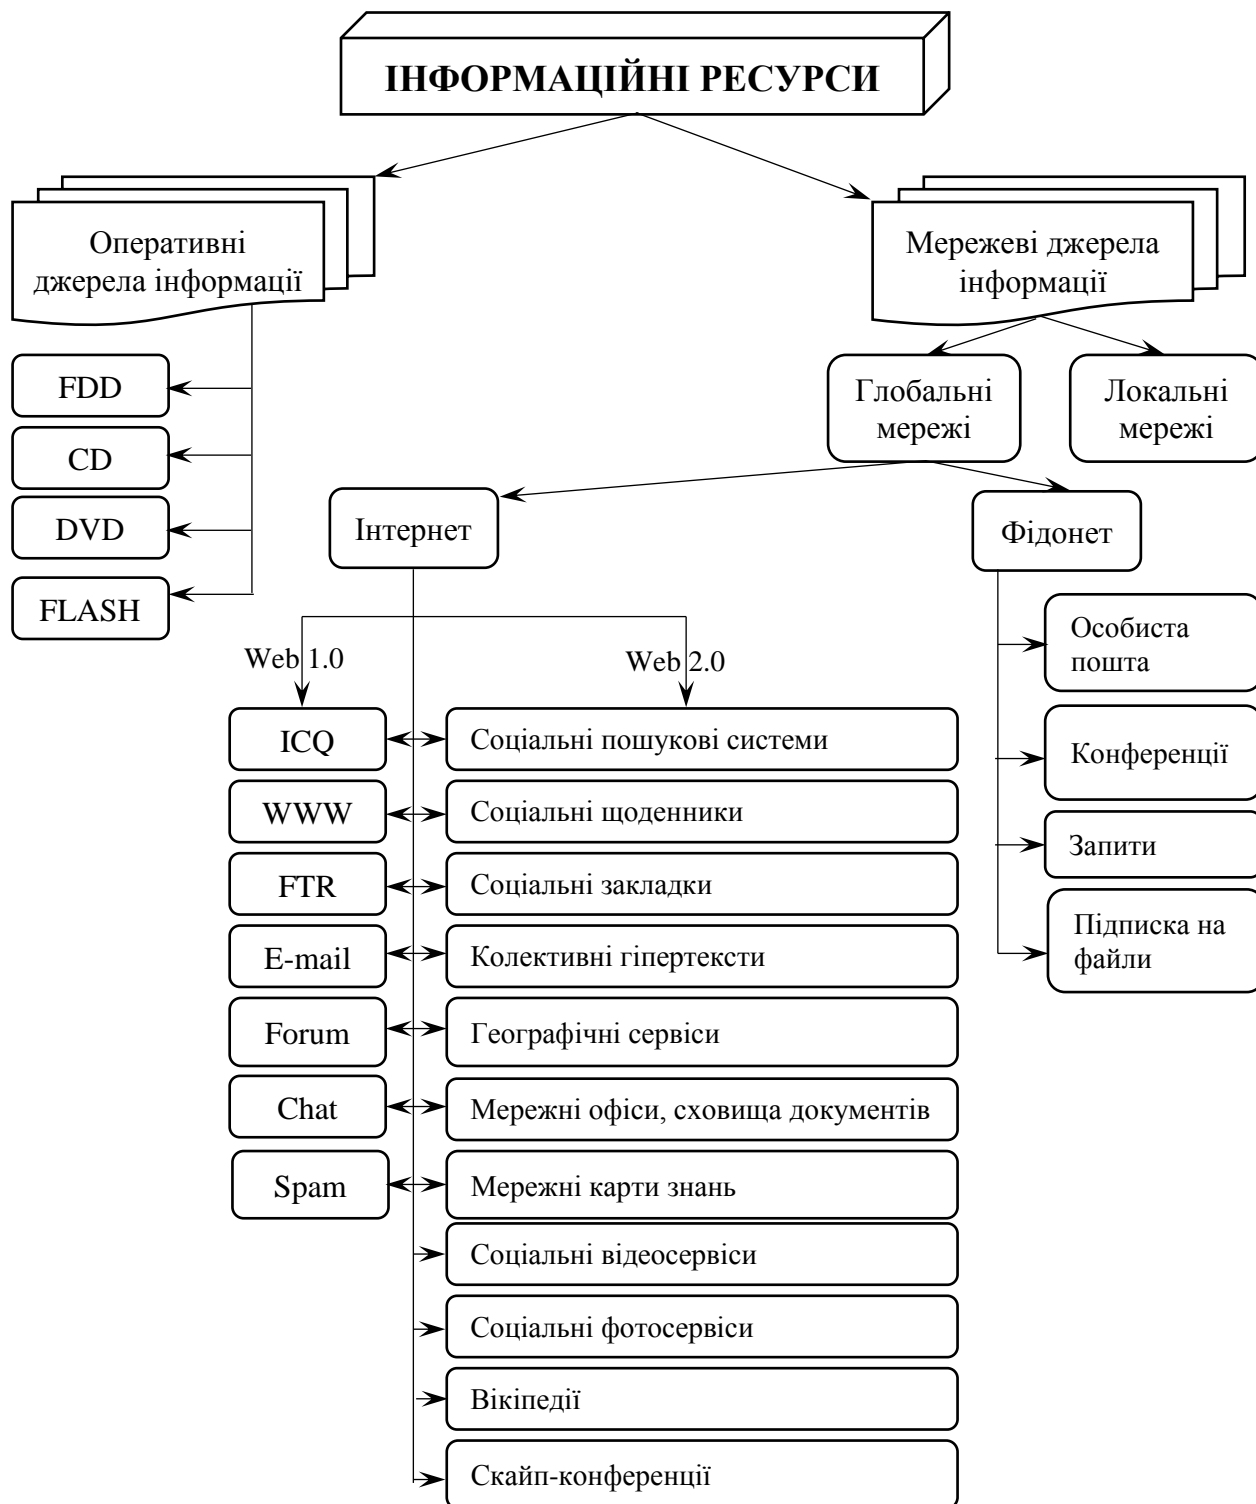 ІНФОРМАЦІЙНІ РЕСУРСИ
Оперативні
джерела інформації
Мережеві джерела
інформації
FDD
CD
DVD
FLASH
Глобальні
мережі
Локальні
мережі
Інтернет
Фідонет
Особиста
пошта
Конференції
Запити
Підписка на
файли
Web 1.0
Web 2.0
ICQ
Соціальні пошукові системи
WWW
Соціальні щоденники
FTR
Соціальні закладки
E-mail
Колективні гіпертексти
Forum
Географічні сервіси
Chat
Мережні офіси, сховища документів
Spam
Мережні карти знань
Соціальні відеосервіси
Соціальні фотосервіси
Вікіпедії
Скайп-конференції